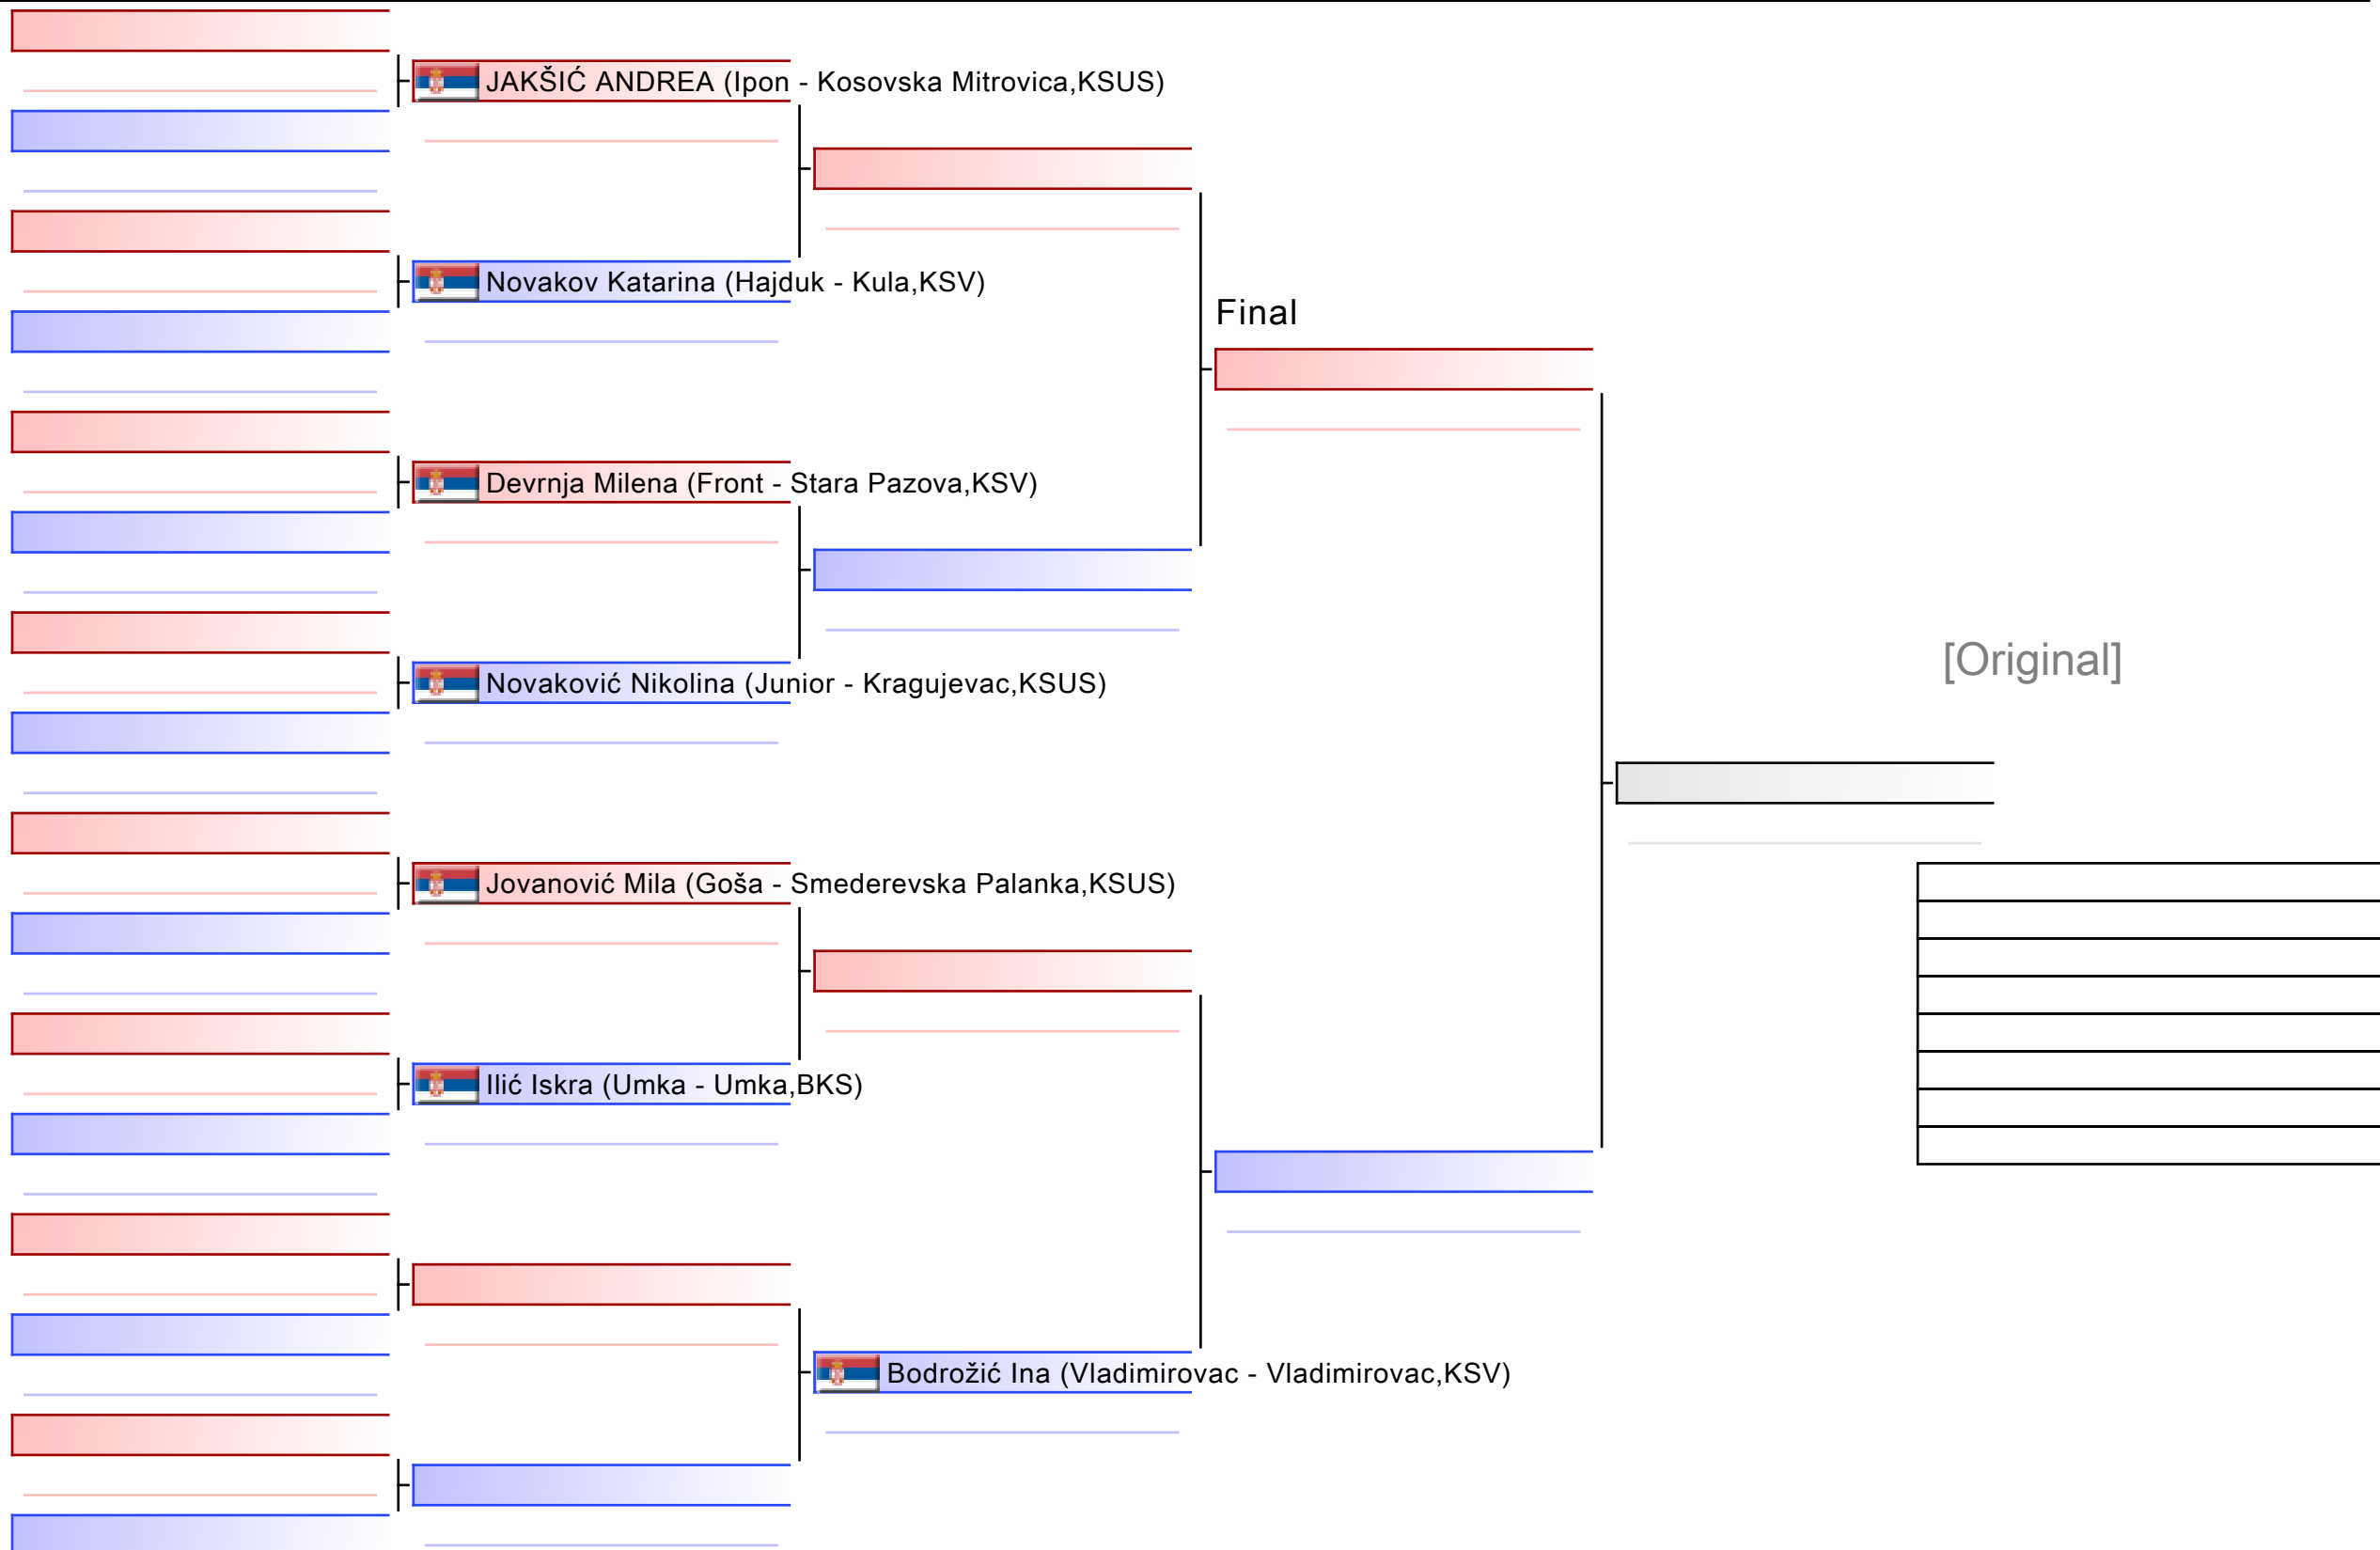 JAKŠIĆ ANDREA (Ipon - Kosovska Mitrovica,KSUS)
Novakov Katarina (Hajduk - Kula,KSV)
Final
Devrnja Milena (Front - Stara Pazova,KSV)
[Original]
Novaković Nikolina (Junior - Kragujevac,KSUS)
Jovanović Mila (Goša - Smederevska Palanka,KSUS)
Ilić Iskra (Umka - Umka,BKS)
Bodrožić Ina (Vladimirovac - Vladimirovac,KSV)